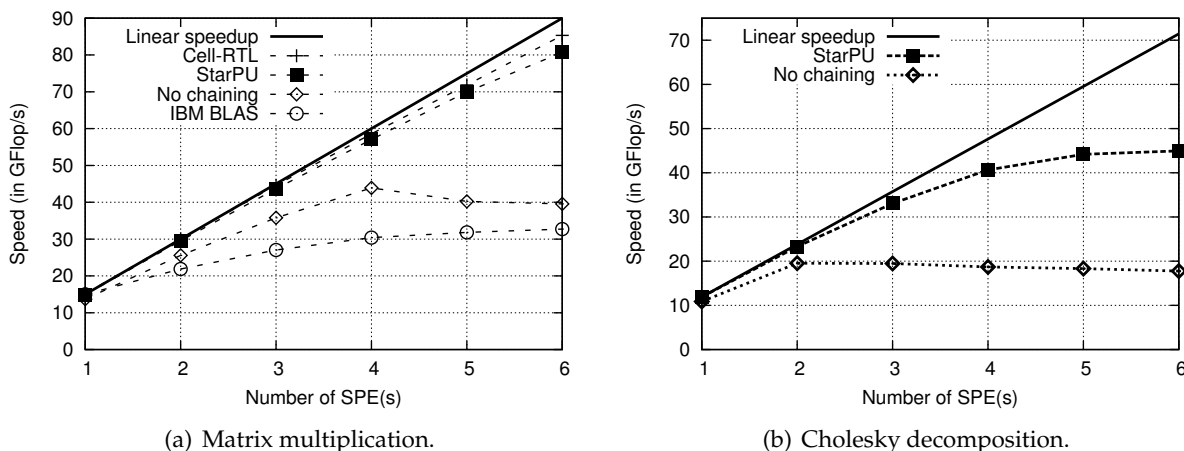 Speed (in GFlop/s)
90
80
70
60
50
40
30
20
10
0
Linear speedup
Cell-RTL
StarPU
No chaining
IBM BLAS
1 2 3 4 5 6
Number of SPE(s)
(a) Matrix multiplication.
Speed (in GFlop/s)
70
60
50
40
30
20
10
0
Linear speedup
StarPU
No chaining
1 2 3 4 5 6
Number of SPE(s)
(b) Cholesky decomposition.